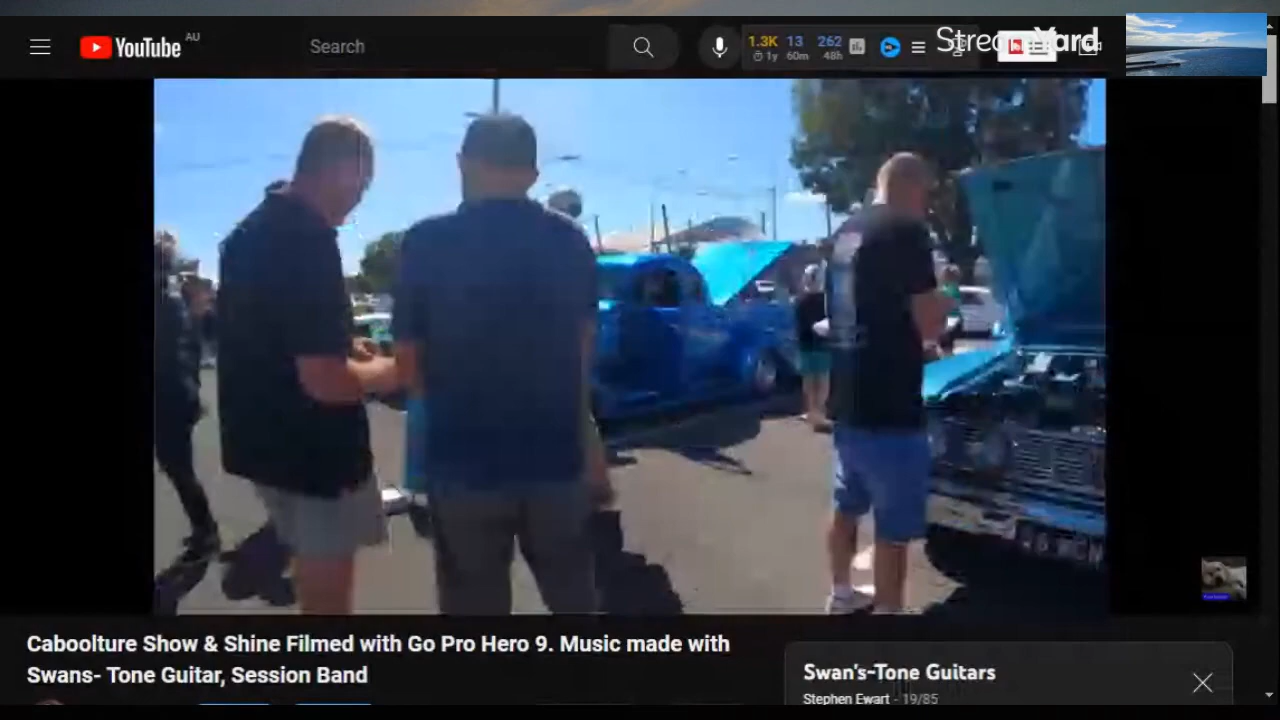 YouTube AU
Search
1.3K 13 262
1y 60m 48h
StreamYard
Caboolture Show & Shine Filmed with Go Pro Hero 9. Music made with
Swans- Tone Guitar, Session Band
Swan's-Tone Guitars
Stephen Ewart - 19/85